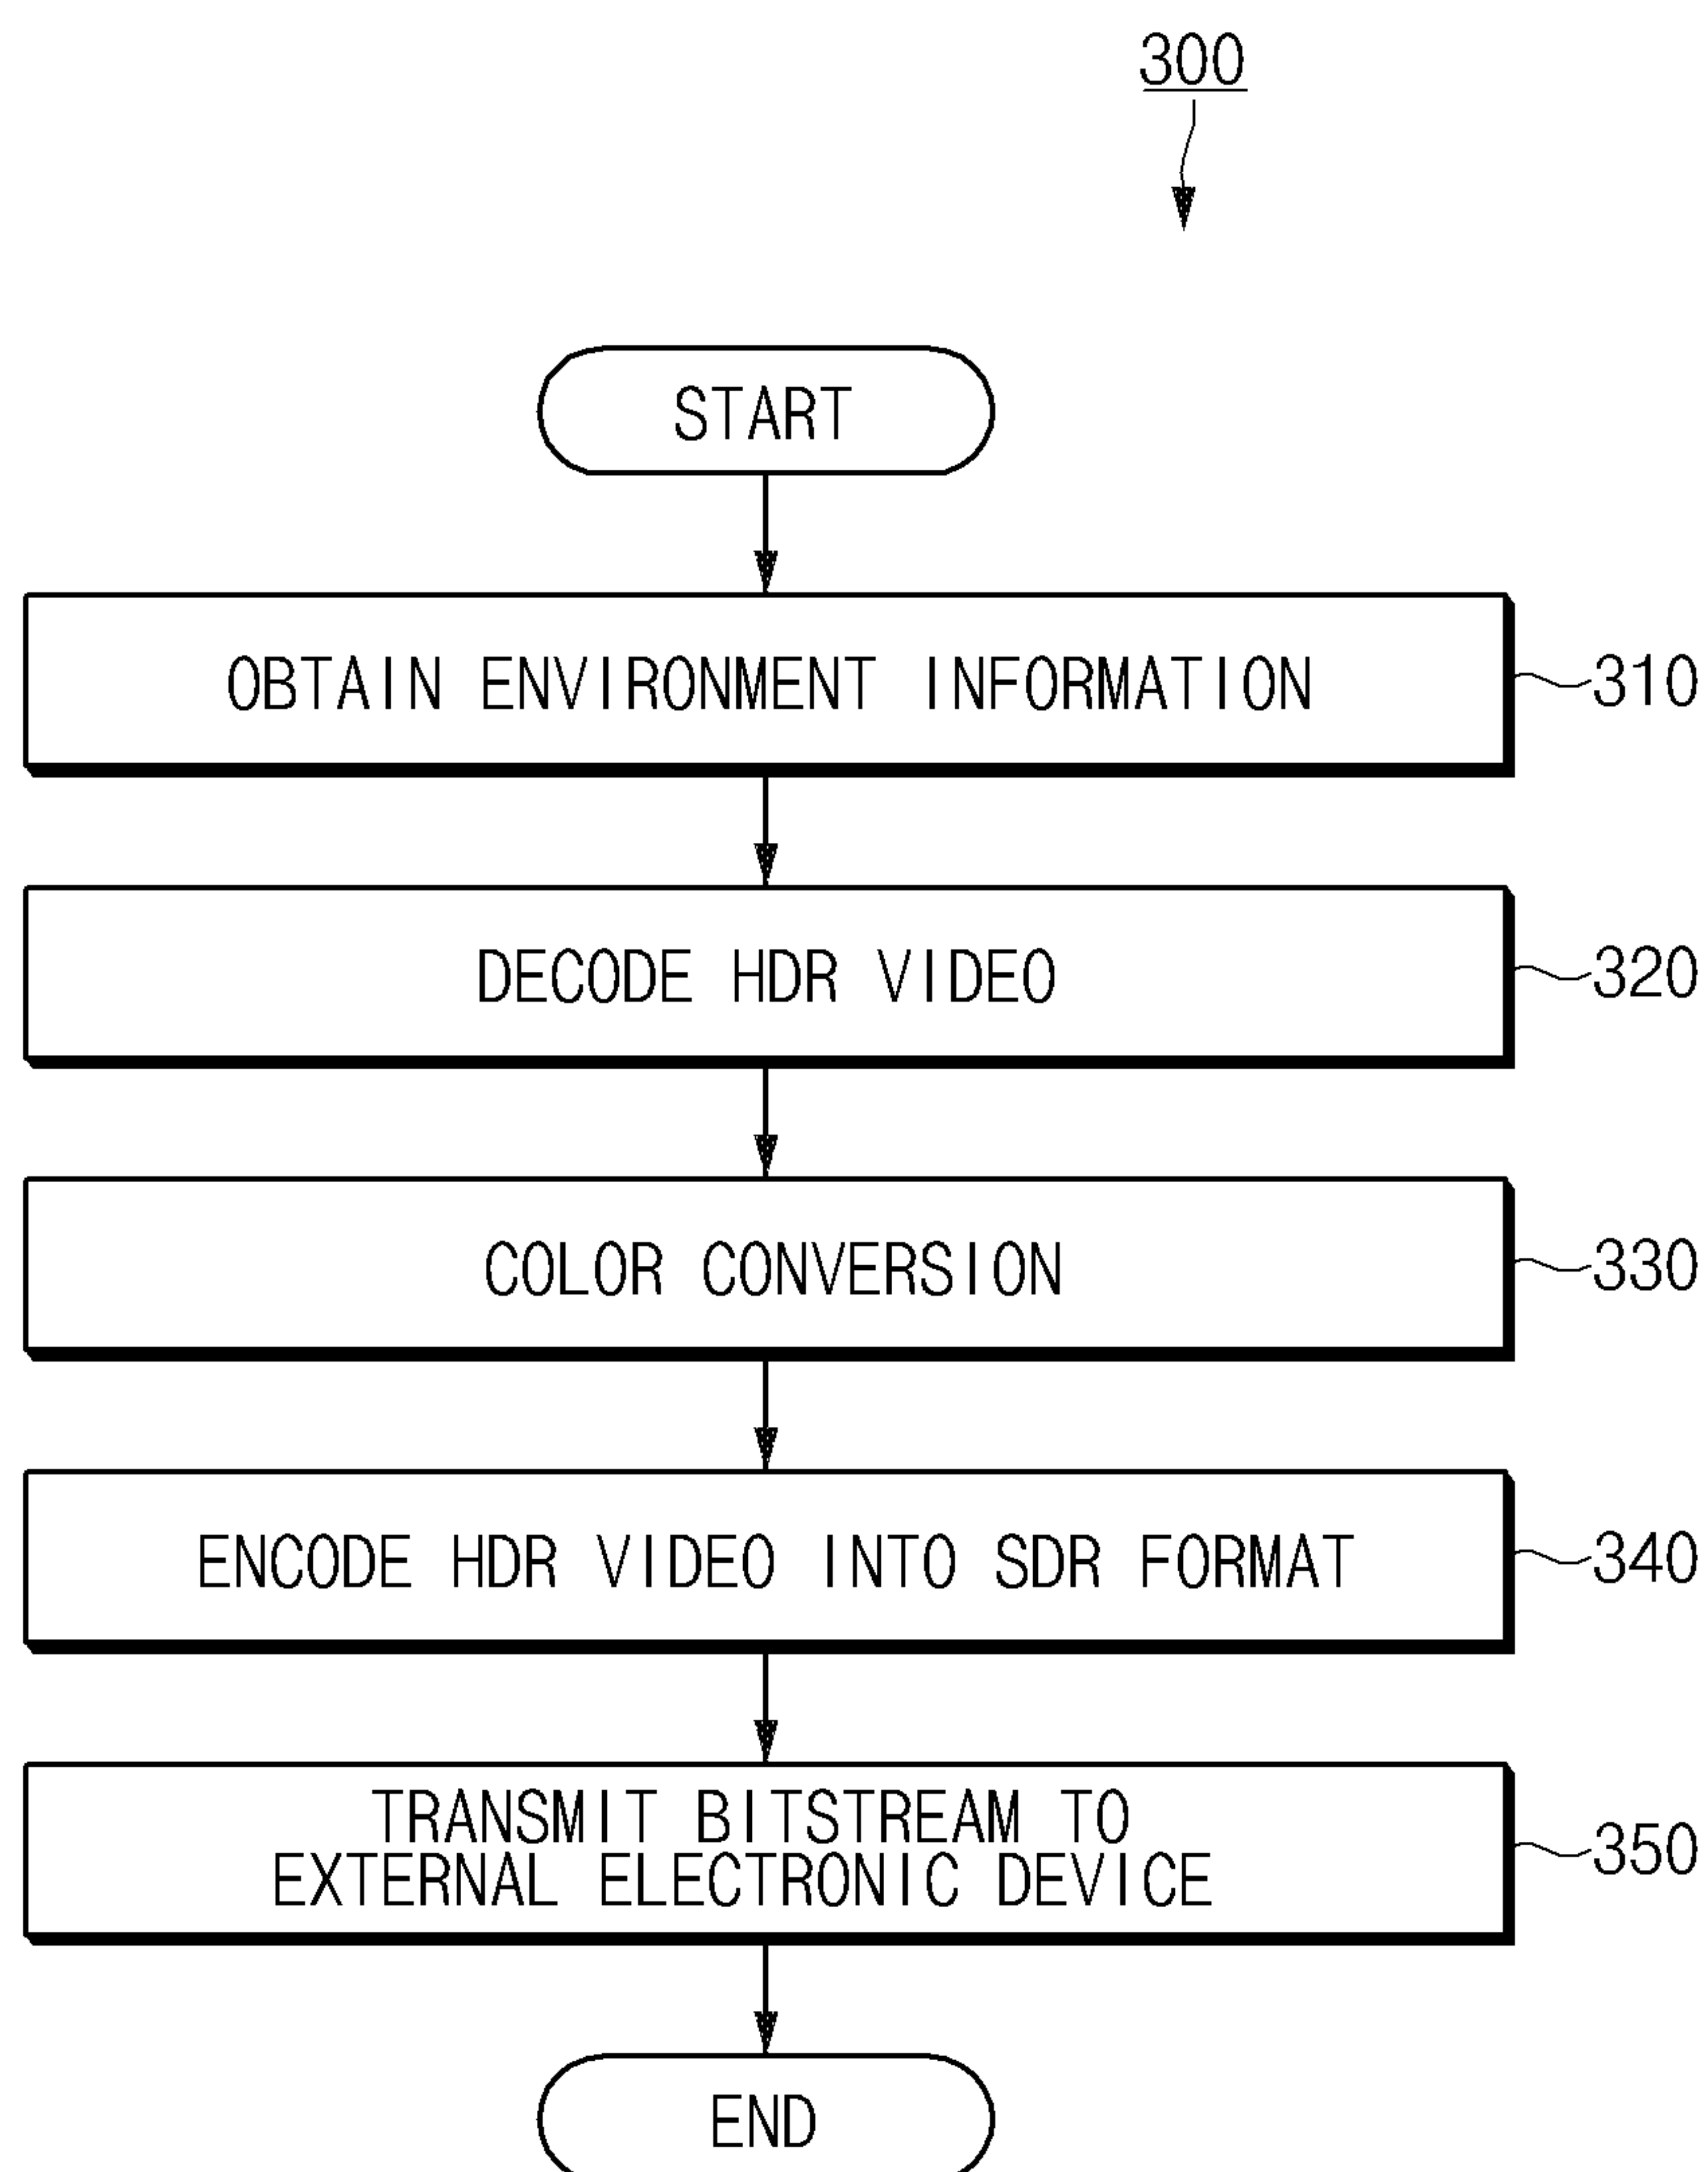 300
START
OBTAIN ENVIRONMENT INFORMATION
310
DECODE HDR VIDEO
320
COLOR CONVERSION
330
ENCODE HDR VIDEO INTO SDR FORMAT
340
TRANSMIT BITSTREAM TO
EXTERNAL ELECTRONIC DEVICE
350
END